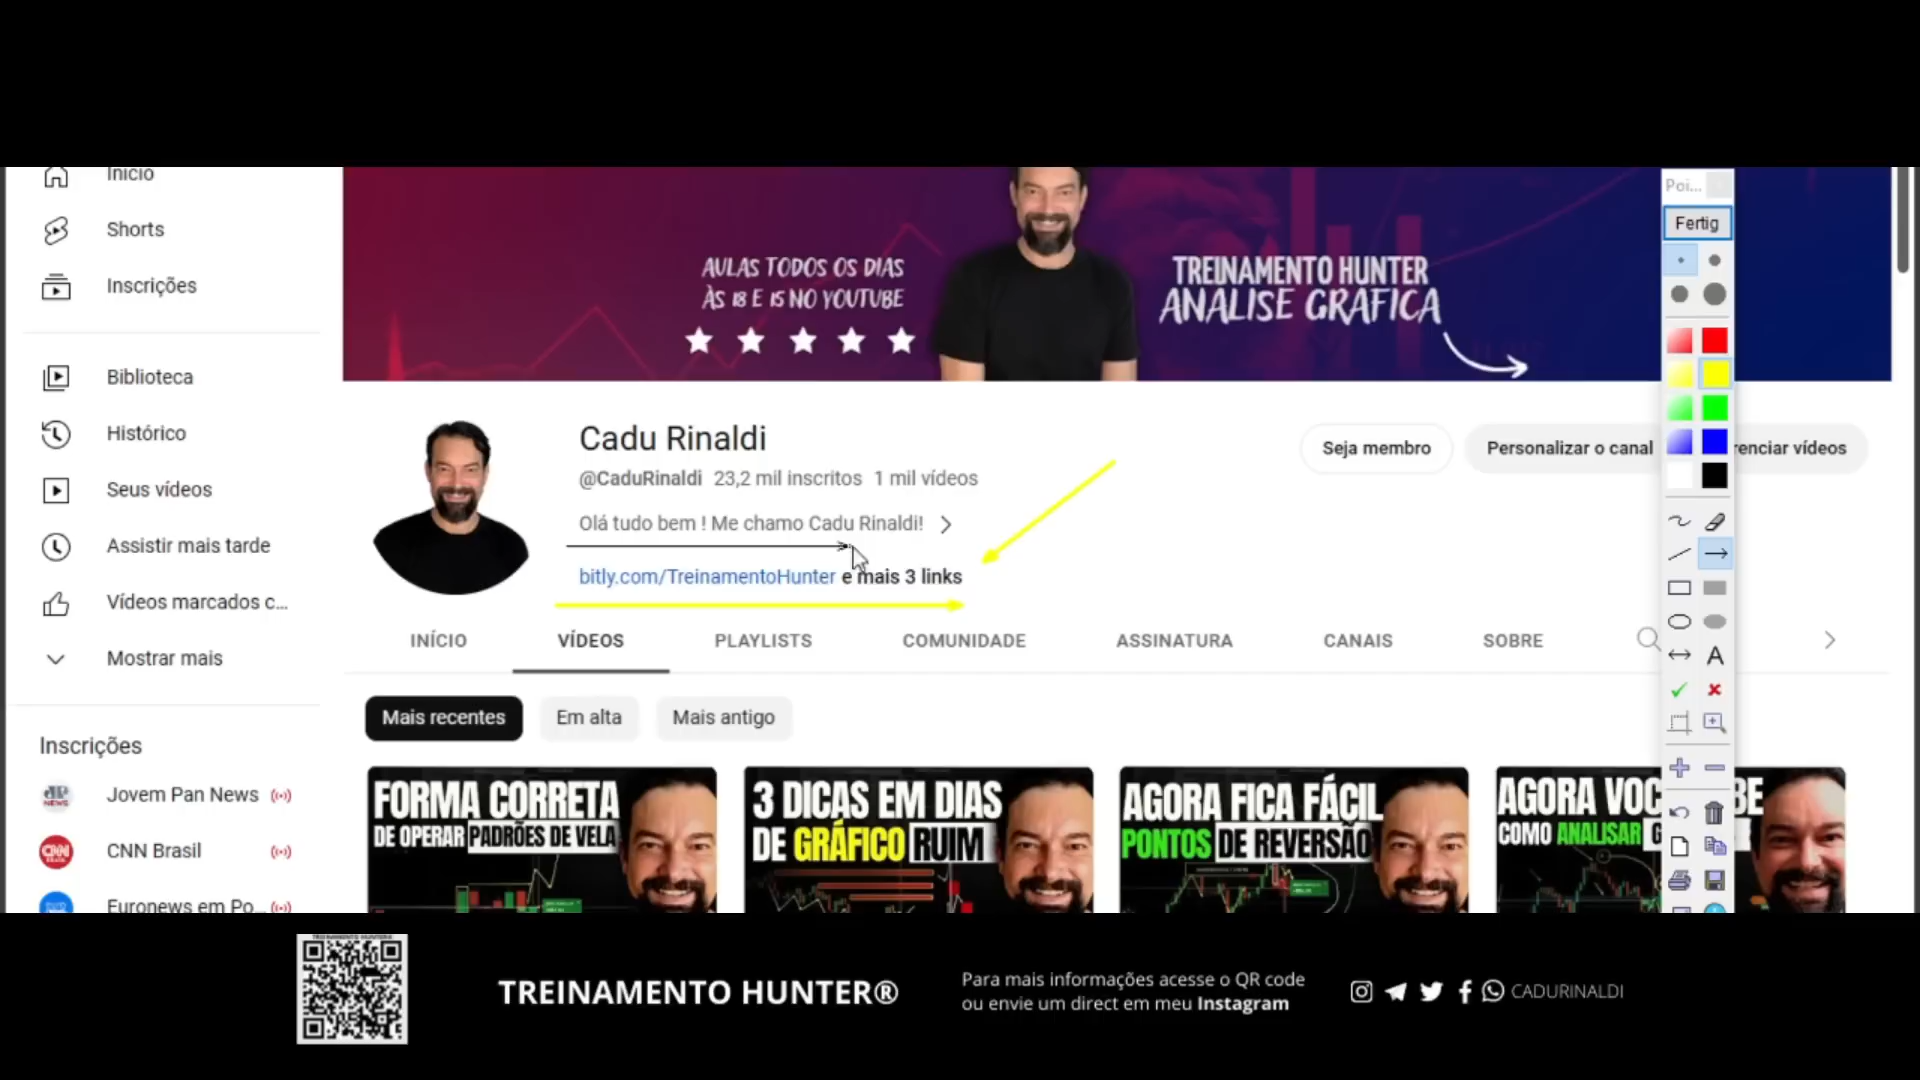 Início
Shorts
Inscrições
Biblioteca
Histórico
Seus vídeos
Assistir mais tarde
Vídeos marcados c...
Mostrar mais
Inscrições
Jovem Pan News
CNN Brasil
Euronews em Po...
AULAS TODOS OS DIAS
ÀS 18 E 15 NO YOUTUBE
TREINAMENTO HUNTER
ANALISE GRAFICA
Cadu Rinaldi
@CaduRinaldi 23,2 mil inscritos 1 mil vídeos
Olá tudo bem ! Me chamo Cadu Rinaldi!
bitly.com/TreinamentoHunter e mais 3 links
Seja membro
Personalizar o canal
renciar vídeos
INÍCIO VÍDEOS PLAYLISTS COMUNIDADE ASSINATURA CANAIS SOBRE
Mais recentes Em alta Mais antigo
FORMA CORRETA
DE OPERAR PADRÕES DE VELA
3 DICAS EM DIAS
DE GRÁFICO RUIM
AGORA FICA FÁCIL
PONTOS DE REVERSÃO
AGORA VOC BE
COMO ANALISAR G
Poi...
Fertig
A
TREINAMENTO HUNTER®
Para mais informações acesse o QR code
ou envie um direct em meu Instagram
CADURINALDI